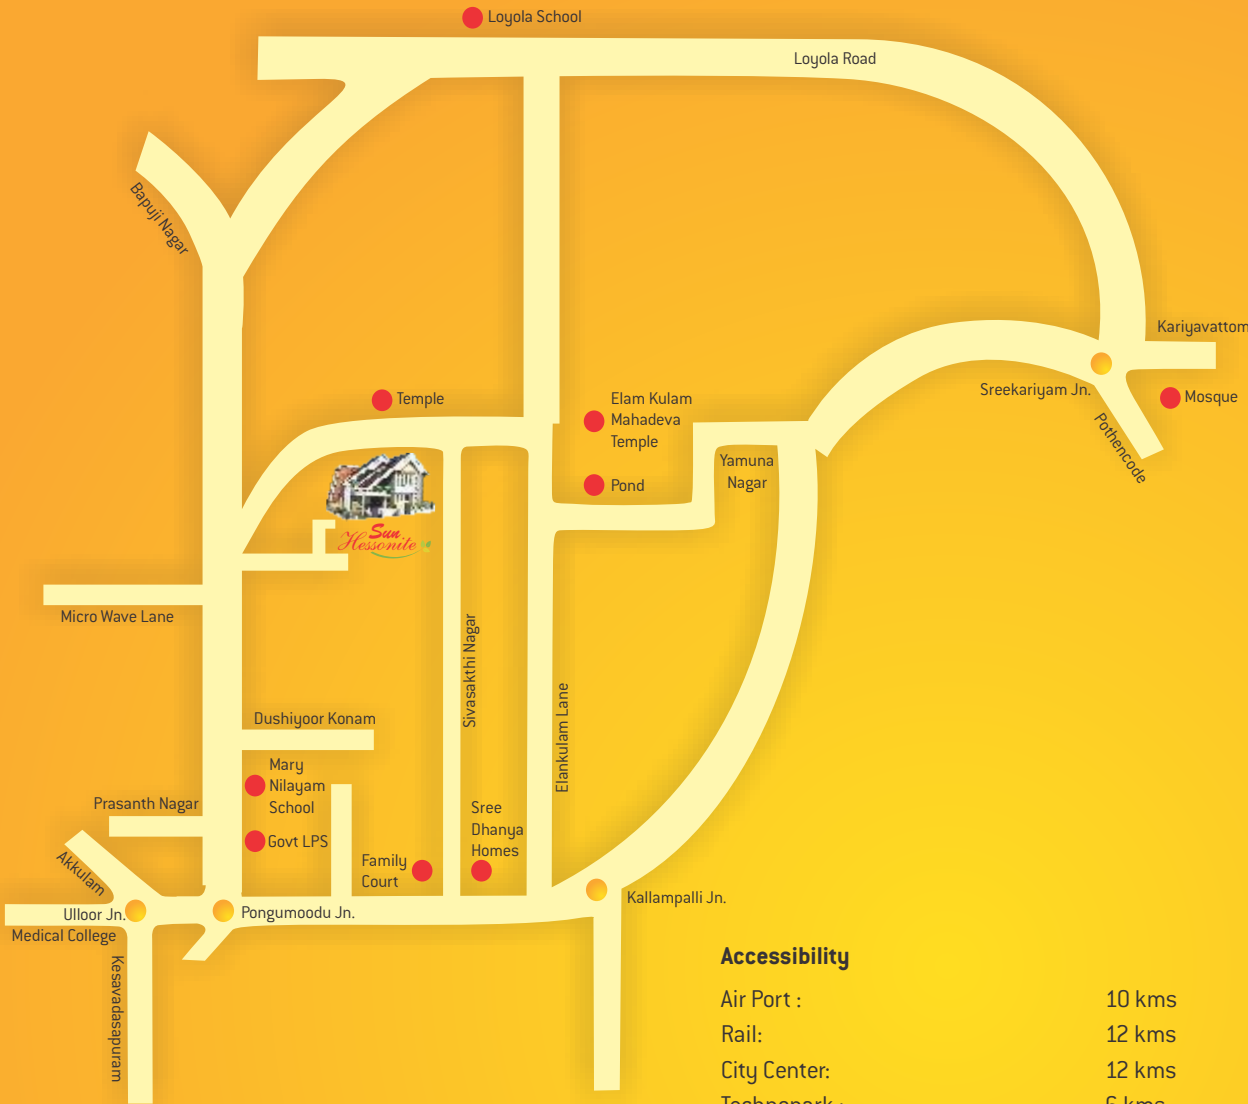 Loyola School
Loyola Road
Bapuji Nagar
Kariyavattom
Sreekariyam Jn.
Mosque
Pothencode
Temple
Elam Kulam
Mahadeva
Temple
Pond
Yamuna
Nagar
Sun
Hessonite
Micro Wave Lane
Sivasakthi Nagar
Elankulam Lane
Dushiyoor Konam
Mary
Nilayam
School
Prasanth Nagar
Govt LPS
Sree
Dhanya
Homes
Family
Court
Akkulam
Ulloor Jn.
Pongumoodu Jn.
Kallampalli Jn.
Medical College
Kesavadasapuram
Accessibility
Air Port : 10 kms
Rail: 12 kms
City Center: 12 kms
Technopark : 6 kms